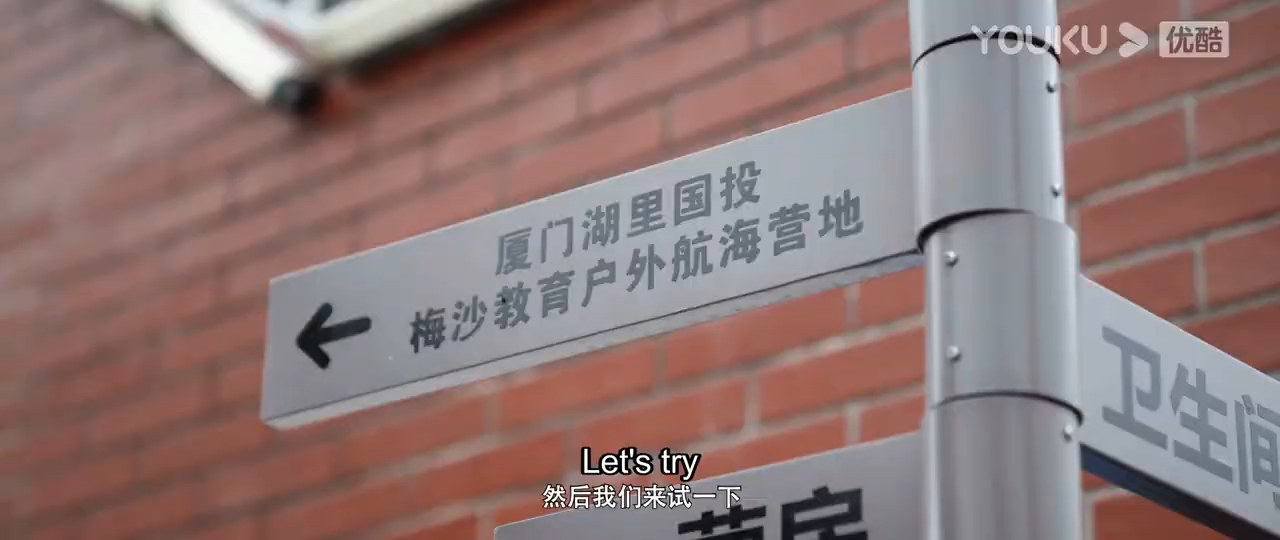 YOUKU 优酷
厦门湖里国投
梅沙教育户外航海营地
卫生间
Let's try
然后我们来试一下